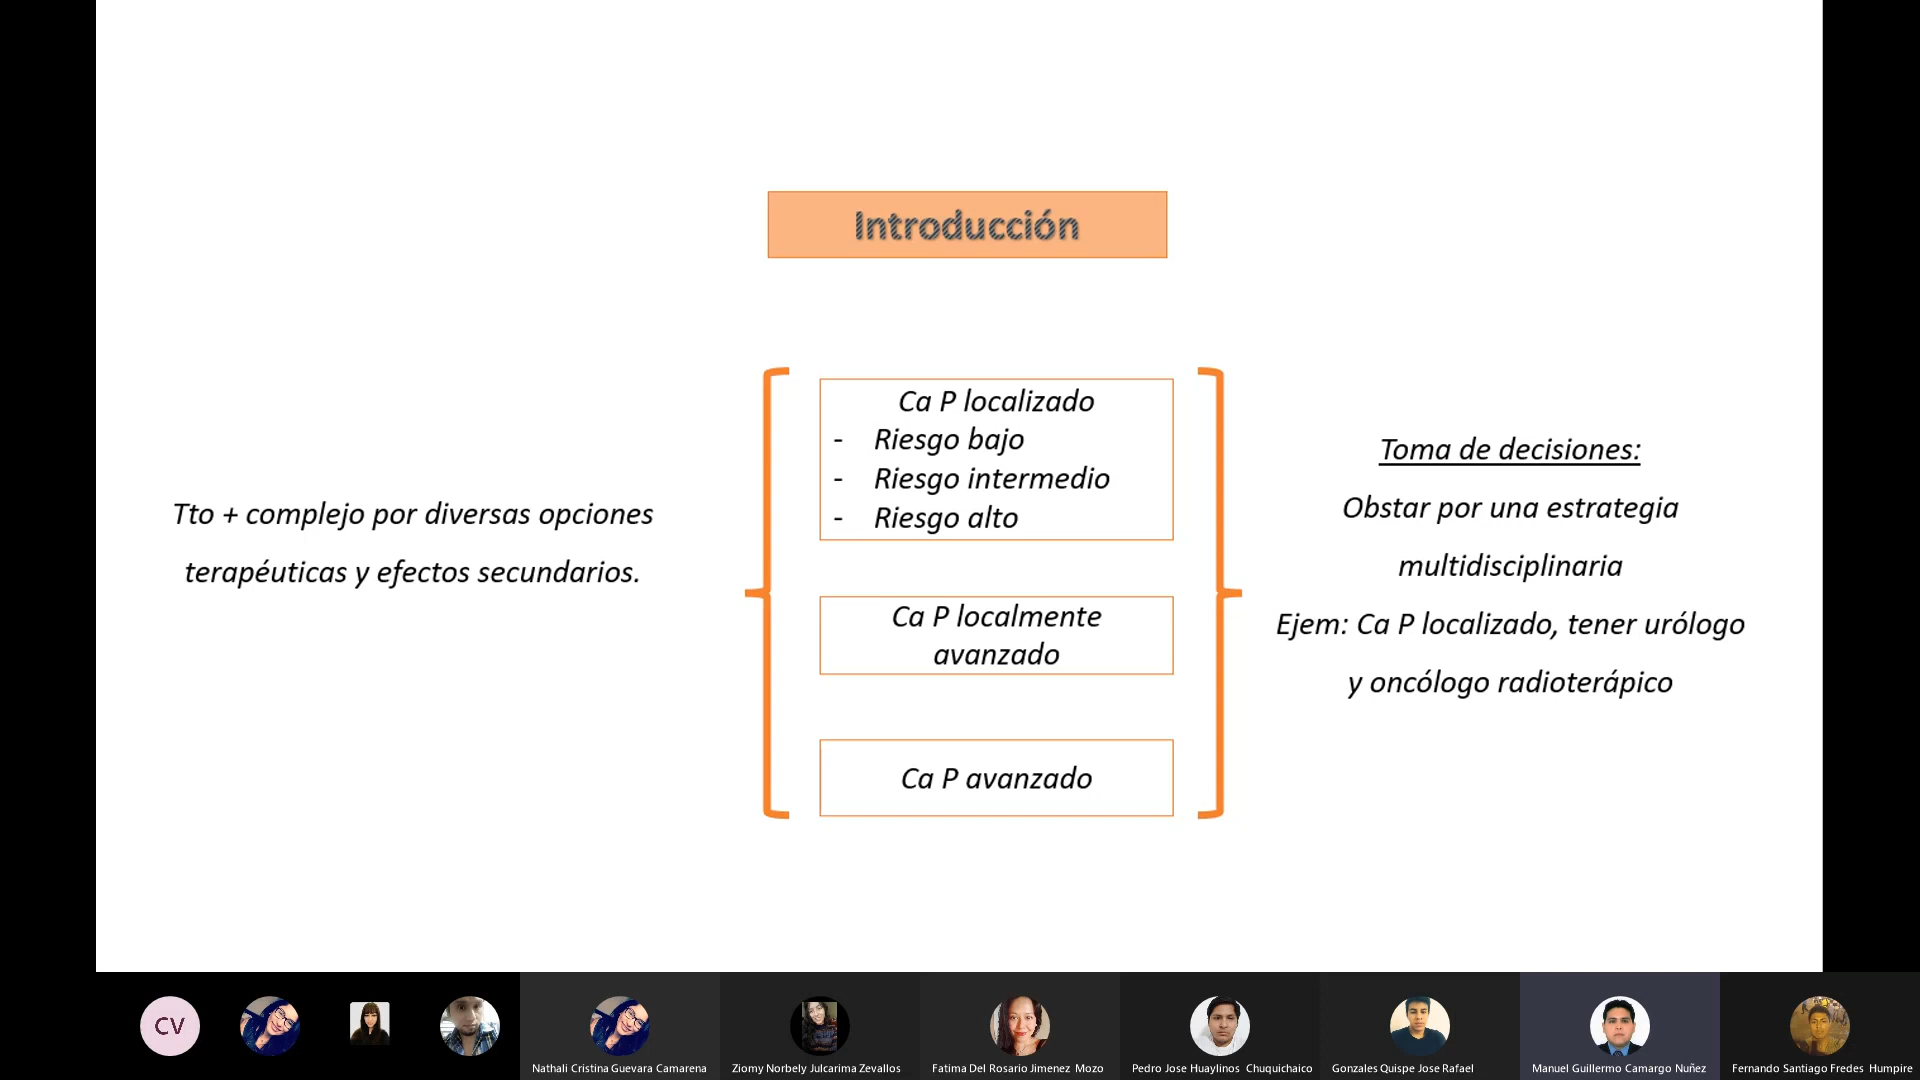 Introducción
Tto + complejo por diversas opciones
terapéuticas y efectos secundarios.
Ca P localizado
- Riesgo bajo
- Riesgo intermedio
- Riesgo alto
Ca P localmente
avanzado
Ca P avanzado
Toma de decisiones:
Obstar por una estrategia
multidisciplinaria
Ejem: Ca P localizado, tener urólogo
y oncólogo radioterápico
CV
Nathali Cristina Guevara Camarena
Ziomy Norbely Julcarima Zevallos
Fatima Del Rosario Jimenez Mozo
Pedro Jose Huaylinos Chuquichaico
Gonzales Quispe Jose Rafael
Manuel Guillermo Camargo Nuñez
Fernando Santiago Fredes Humpire